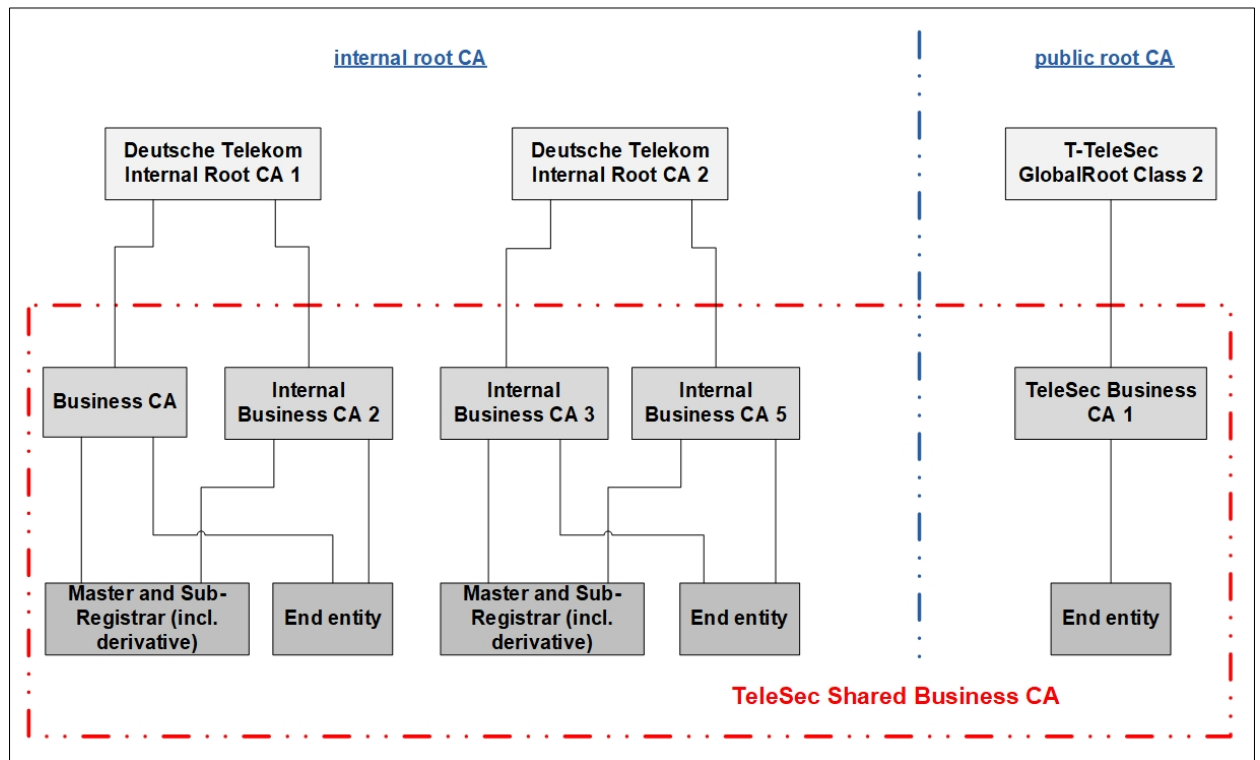 internal root CA
public root CA
Deutsche Telekom
Internal Root CA 1
Deutsche Telekom
Internal Root CA 2
T-TeleSec
GlobalRoot Class 2
Business CA
Internal
Business CA 2
Internal
Business CA 3
Internal
Business CA 5
TeleSec Business
CA 1
Master and Sub-
Registrar (incl.
derivative)
End entity
Master and Sub-
Registrar (incl.
derivative)
End entity
End entity
TeleSec Shared Business CA